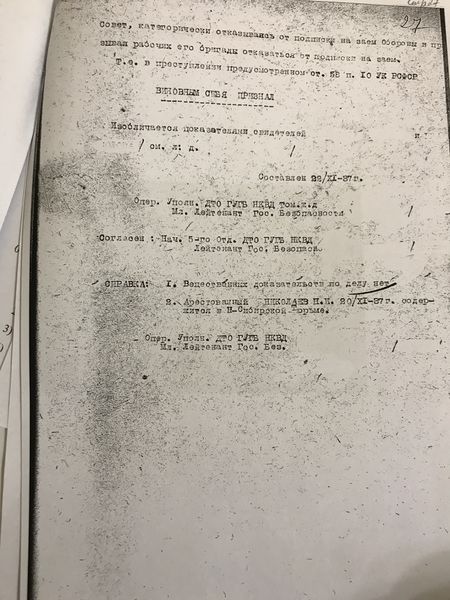 27
Совет, категорически отказываясь от подписки на заем Обороны и пр
зывал рабочих его бригады отказаться от подписки на заем.
Т.е. в преступлении предусмотренном ст. 58 п. 10 УК РСФСР
ВИНОВНЫМ СЕБЯ ПРИЗНАЛ
Изобличается показателями свидетелей и
/ см. л: д. /
Составлен 22/XI-37г.
Опер. Уполн. ДТО ГУГБ НКВД Том.ж.д
Мл. Лейтенант Гос. Безопасности /
Согласен: Нач. 5-го Отд. ДТО ГУГБ НКВД
Лейтенант Гос. Безопасн. /
СПРАВКА: 1. Вещественных доказательств по делу нет
2. Арестованный НИКОЛАЕВ Н.И. 20/XI-37г. содер-
жится в Н-Сибирской тюрьме.
Опер. Уполн. ДТО ГУГБ НКВД
Мл. Лейтенант Гос. Без.
3)